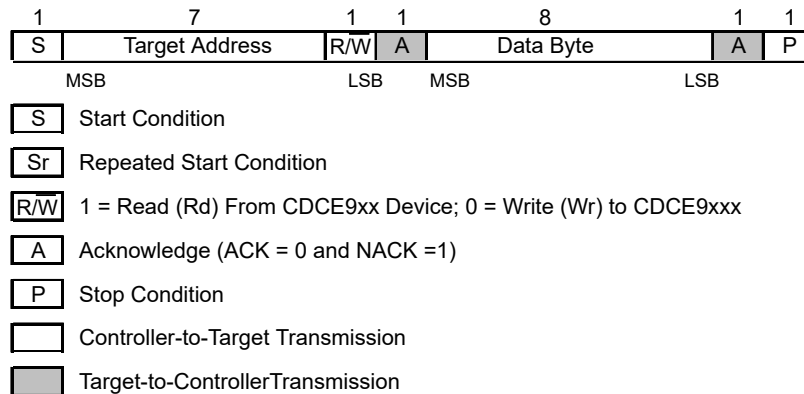 1 7 1 1 8 1 1
S Target Address R/W̅ A Data Byte A P
MSB LSB MSB LSB
S Start Condition
Sr Repeated Start Condition
R/W̅ 1 = Read (Rd) From CDCE9xx Device; 0 = Write (Wr) to CDCE9xxx
A Acknowledge (ACK = 0 and NACK =1)
P Stop Condition
Controller-to-Target Transmission
Target-to-ControllerTransmission